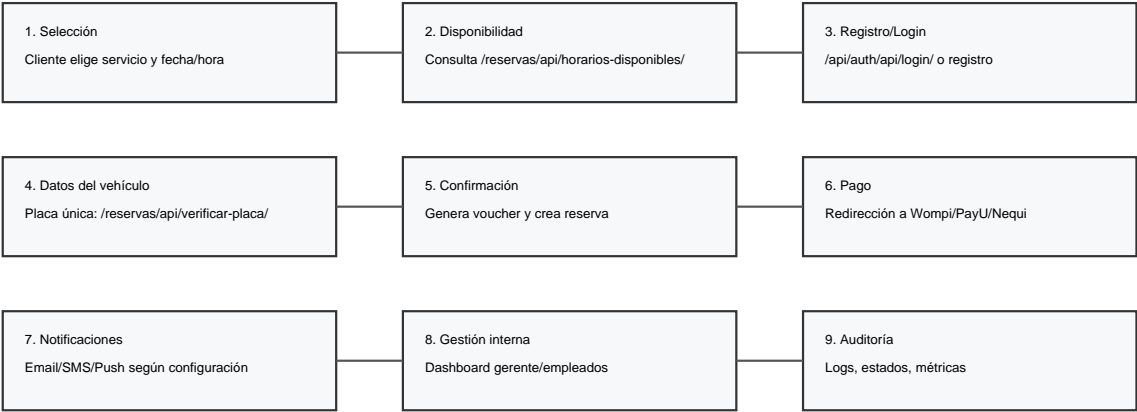 1. Selección
Cliente elige servicio y fecha/hora
2. Disponibilidad
Consulta /reservas/api/horarios-disponibles/
3. Registro/Login
/api/auth/api/login/ o registro
4. Datos del vehículo
Placa única: /reservas/api/verificar-placa/
5. Confirmación
Genera voucher y crea reserva
6. Pago
Redirección a Wompi/PayU/Nequi
7. Notificaciones
Email/SMS/Push según configuración
8. Gestión interna
Dashboard gerente/empleados
9. Auditoría
Logs, estados, métricas